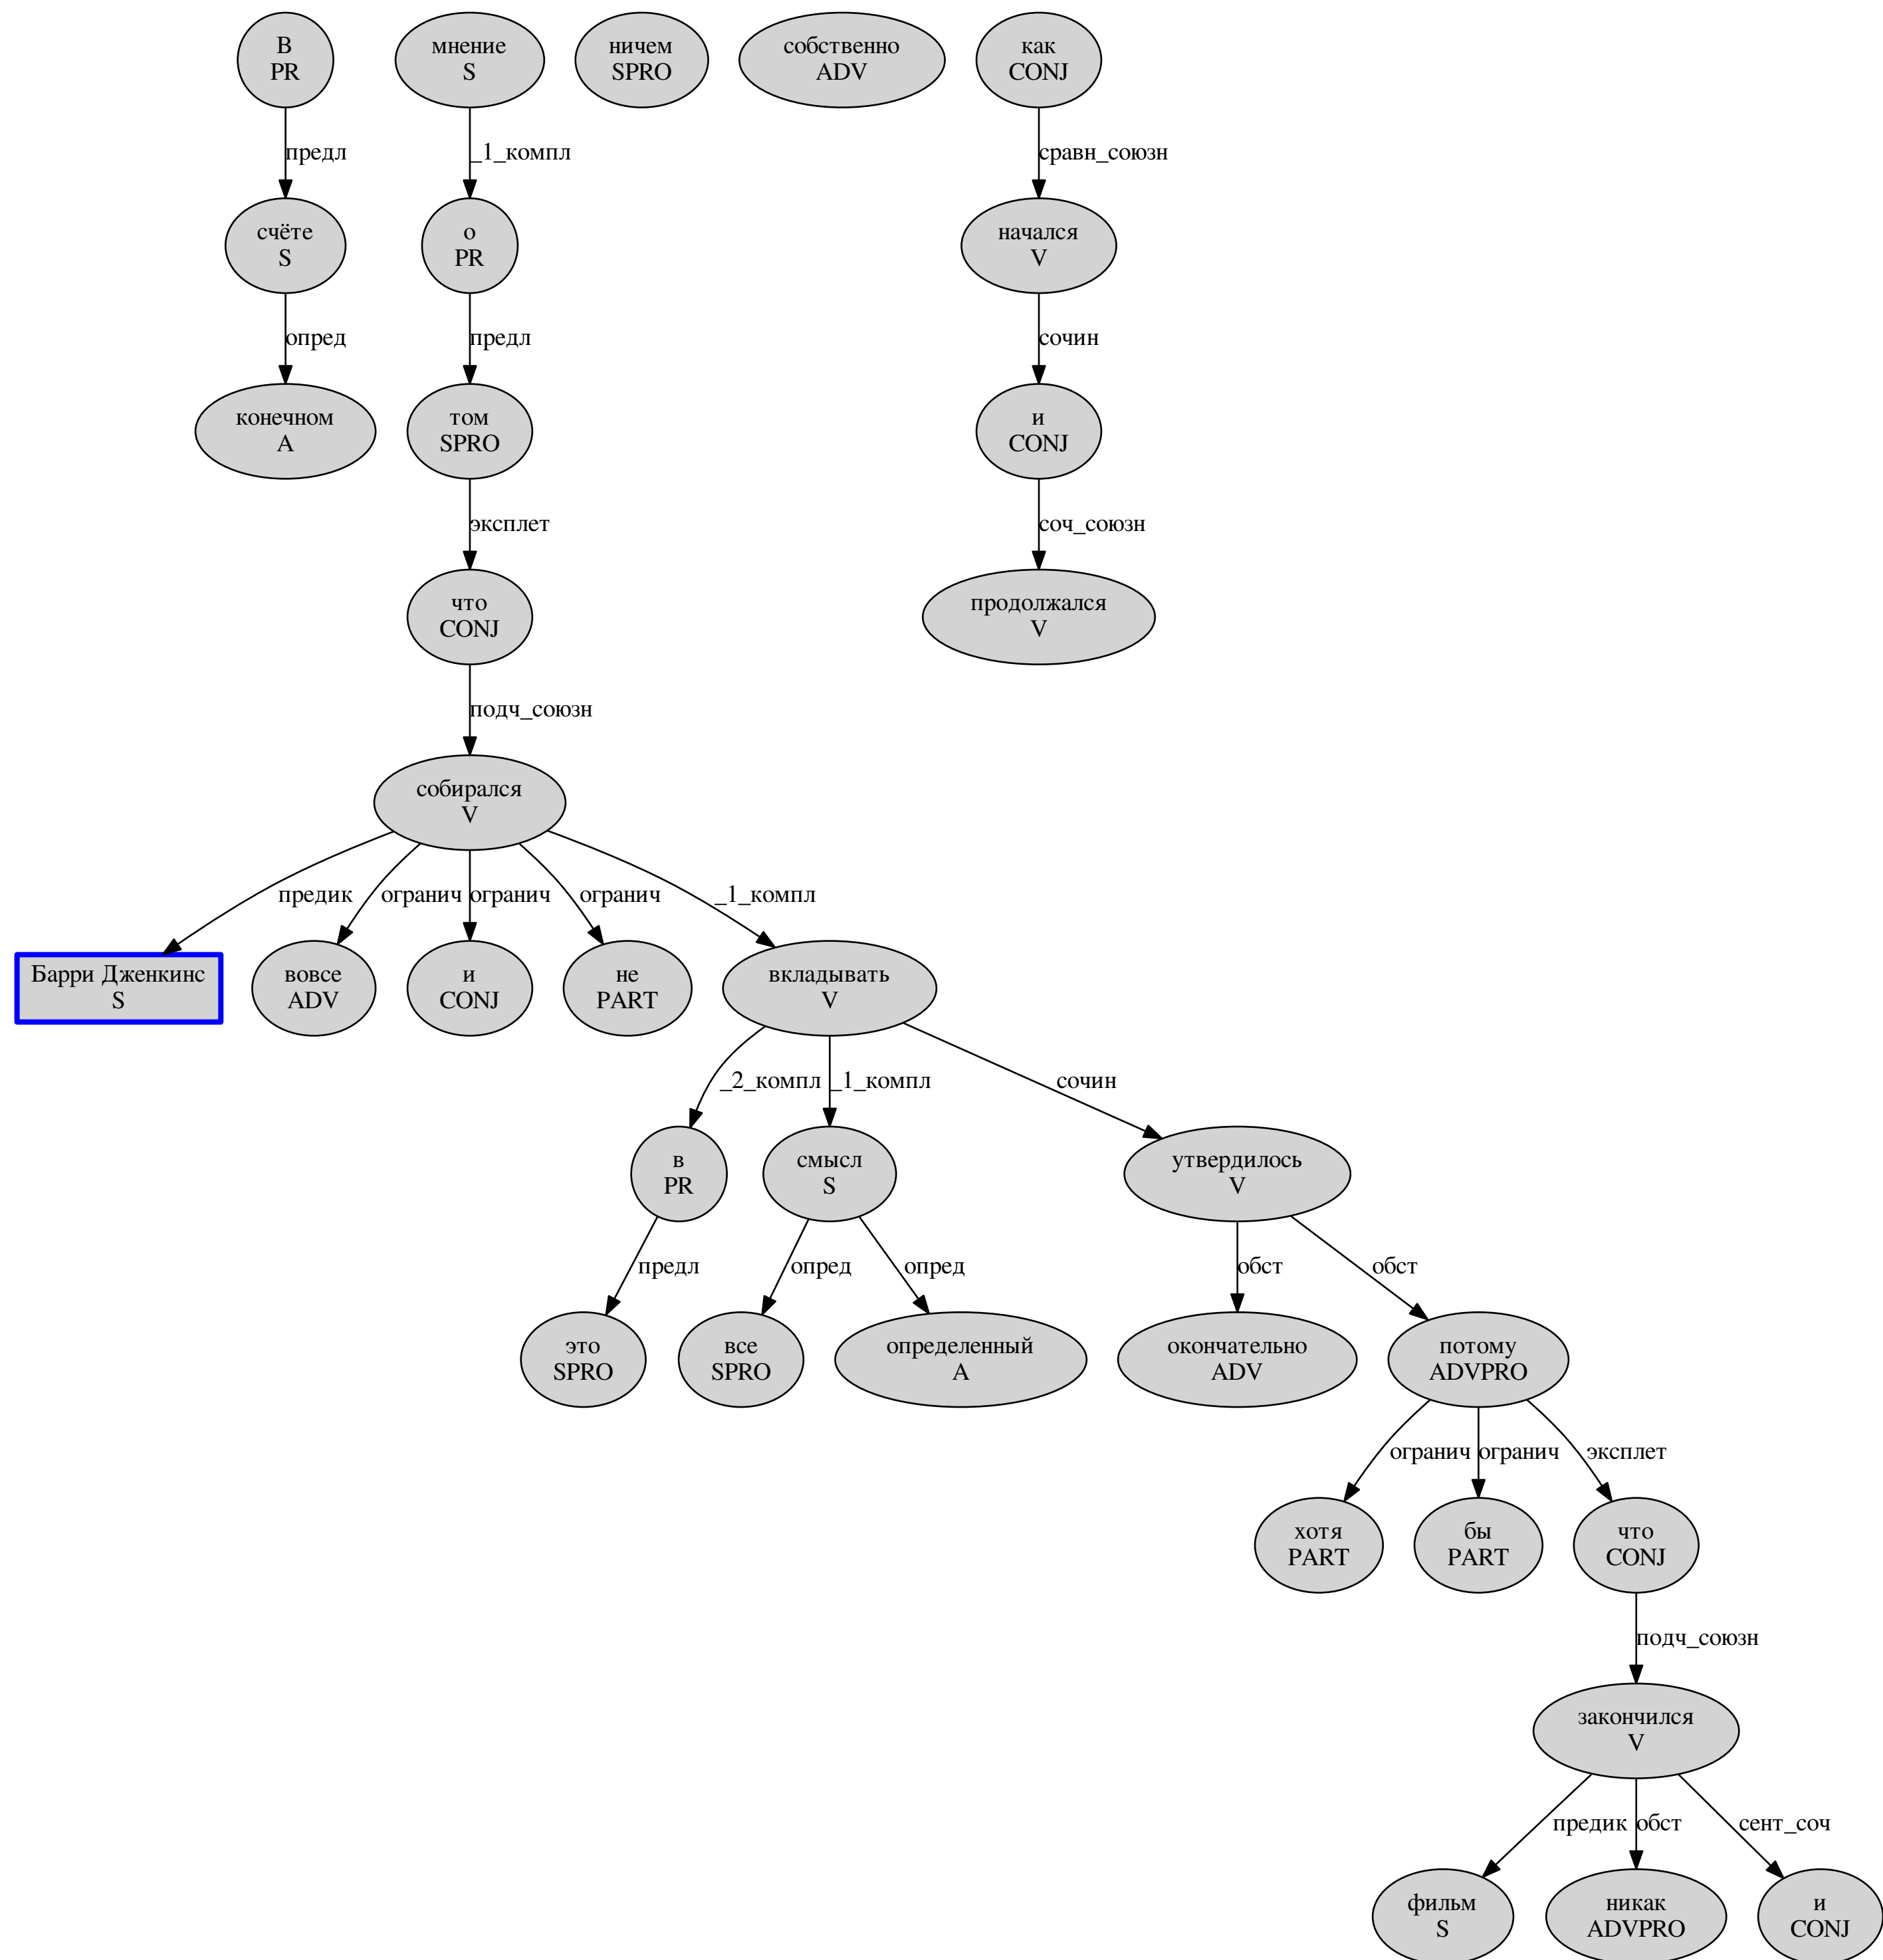 В
PR
мнение
S
ничем
SPRO
собственно
ADV
как
CONJ
предл
_1_компл
сравн_союзн
счёте
S
о
PR
начался
V
опред
предл
сочин
конечном
A
том
SPRO
и
CONJ
эксплет
соч_союзн
что
CONJ
продолжался
V
подч_союзн
собирался
V
предик
огранич
огранич
огранич
_1_компл
Барри Дженкинс
S
вовсе
ADV
и
CONJ
не
PART
вкладывать
V
_2_компл
_1_компл
сочин
в
PR
смысл
S
утвердилось
V
предл
опред
опред
обст
обст
это
SPRO
все
SPRO
определенный
A
окончательно
ADV
потому
ADVPRO
огранич
огранич
эксплет
хотя
PART
бы
PART
что
CONJ
подч_союзн
закончился
V
предик
обст
сент_соч
фильм
S
никак
ADVPRO
и
CONJ